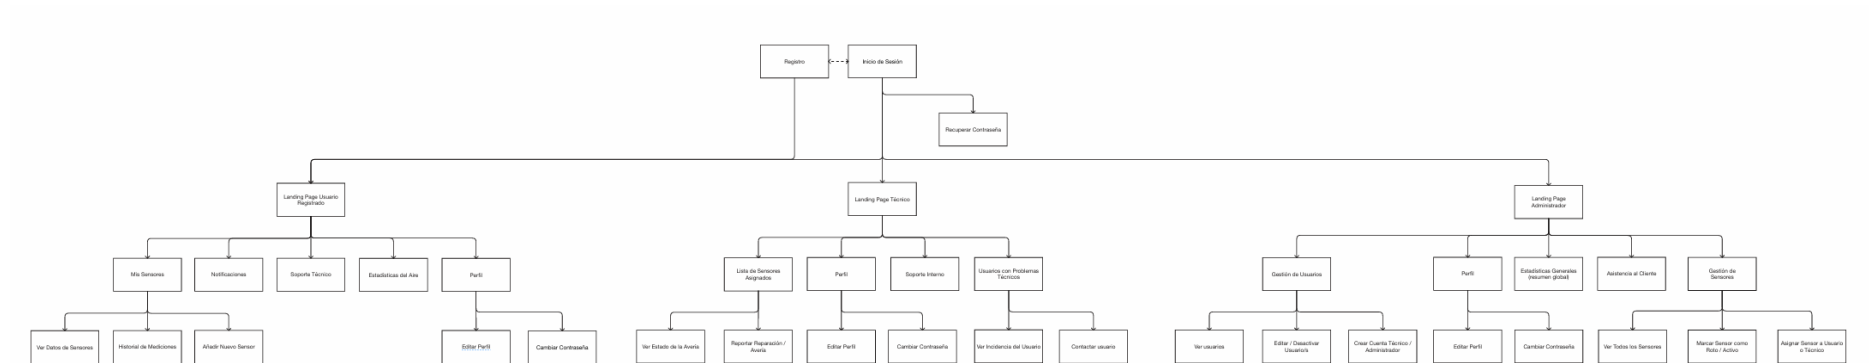 Registro
Inicio de Sesión
Recuperar Contraseña
Landing Page Usuario
Registrado
Landing Page Técnico
Landing Page
Administrador
Mis Sensores
Notificaciones
Soporte Técnico
Estadísticas del Aire
Perfil
Lista de Sensores
Asignados
Perfil
Soporte Interno
Usuarios con Problemas
Técnicos
Gestión de Usuarios
Perfil
Estadísticas Generales
(resumen global)
Asistencia al Cliente
Gestión de
Sensores
Ver Datos de Sensores
Historial de Mediciones
Añadir Nuevo Sensor
Editar Perfil
Cambiar Contraseña
Ver Estado de la Avería
Reportar Reparación /
Avería
Editar Perfil
Cambiar Contraseña
Ver Incidencia del Usuario
Contactar usuario
Ver usuarios
Editar / Desactivar
Usuario/s
Crear Cuenta Técnico /
Administrador
Editar Perfil
Cambiar Contraseña
Ver Todos los Sensores
Marcar Sensor como
Roto / Activo
Asignar Sensor a Usuario
o Técnico